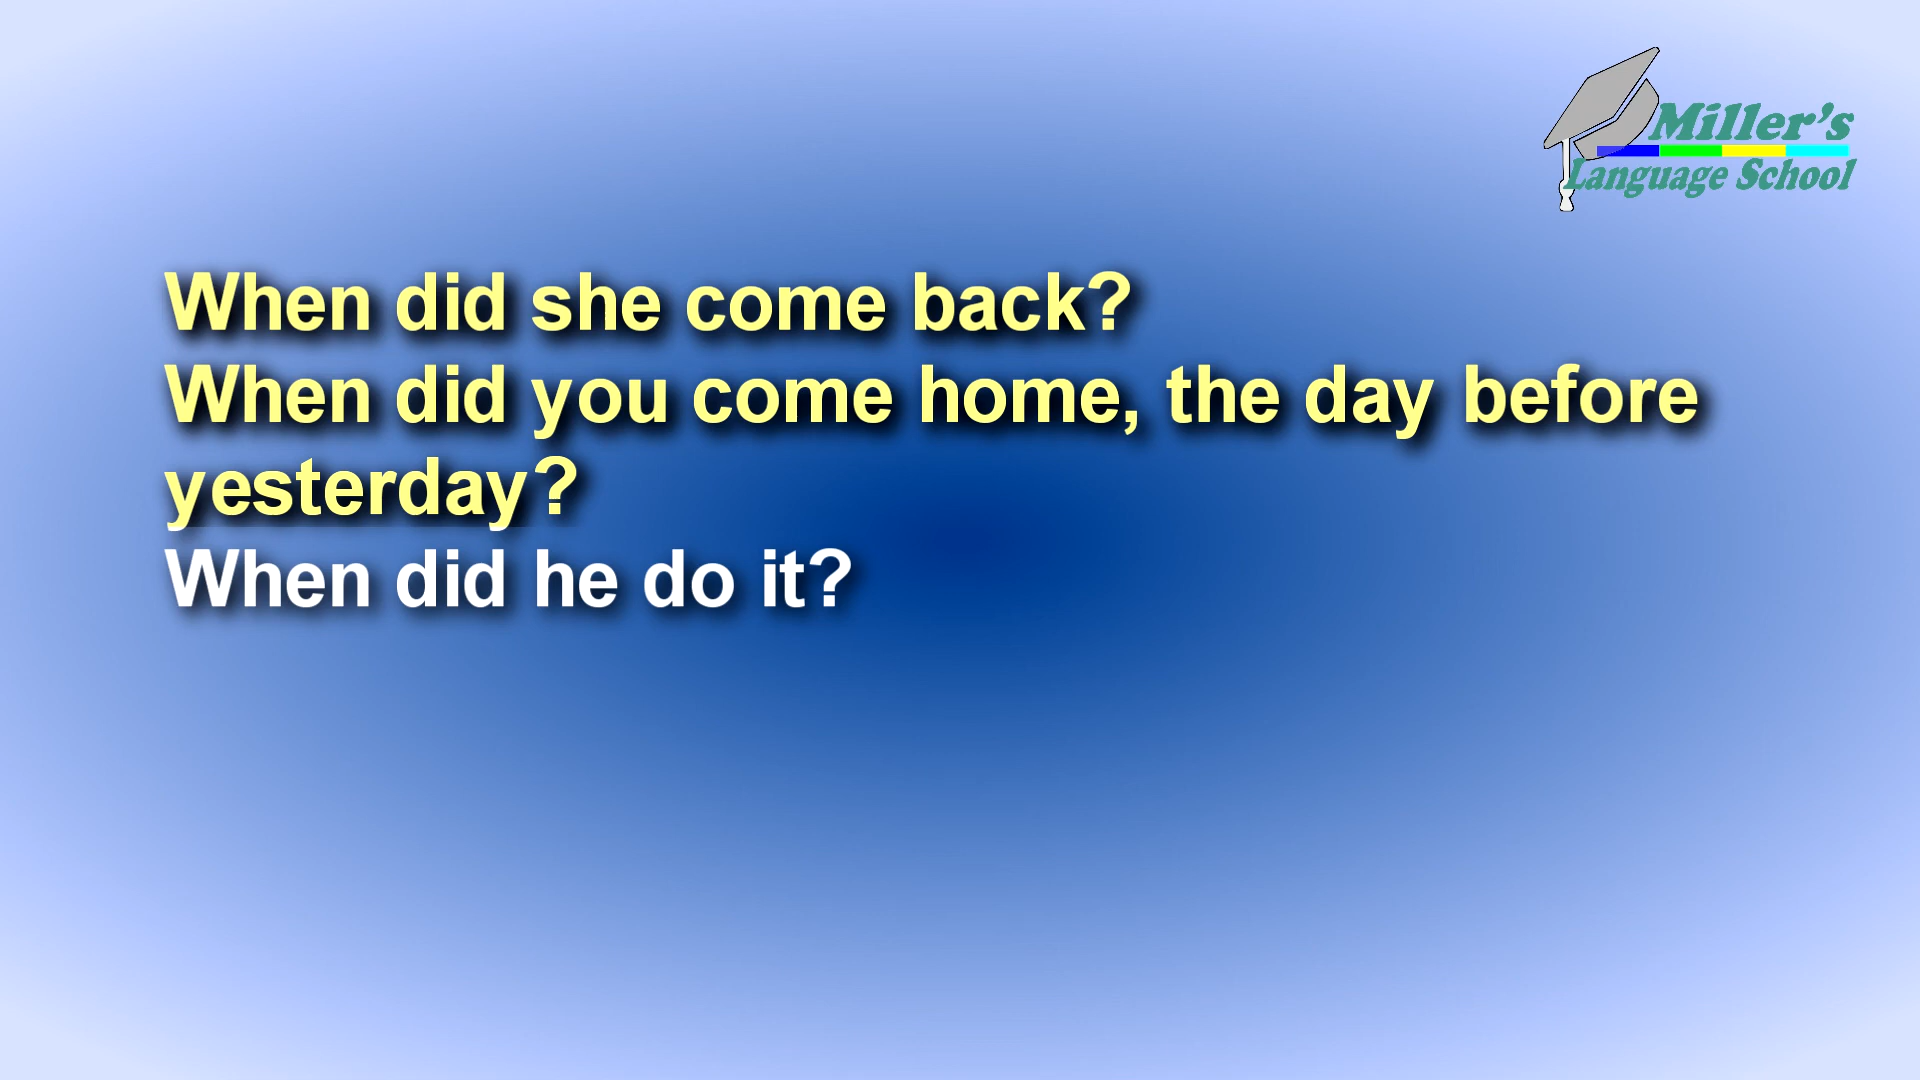 Miller's
Language School
When did she come back?
When did you come home, the day before
yesterday?
When did he do it?